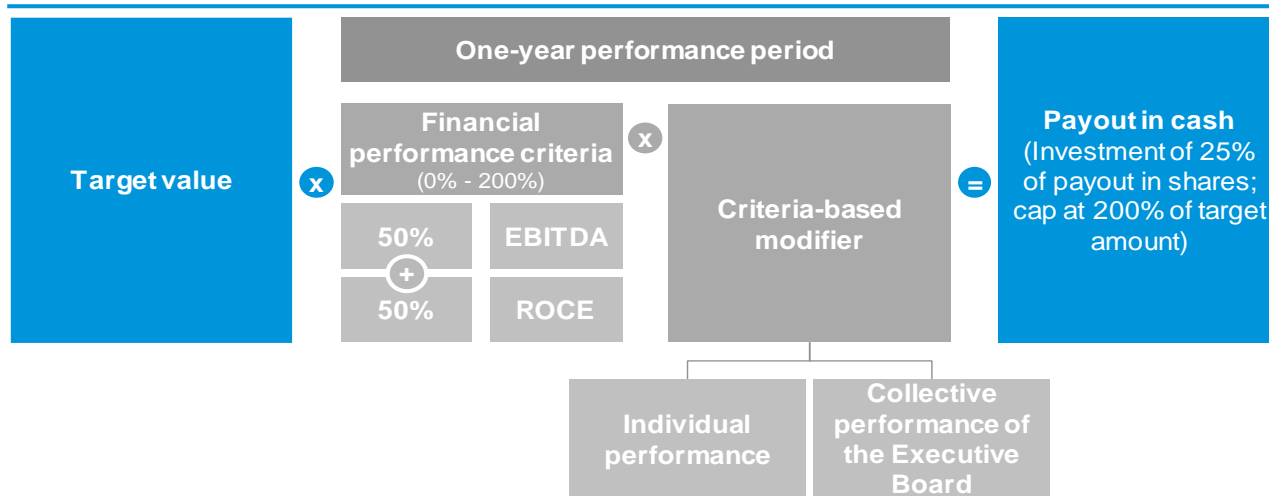 One-year performance period
Target value
x
Financial
performance criteria
(0% - 200%)
50%
EBITDA
+
50%
ROCE
x
Criteria-based
modifier
=
Payout in cash
(Investment of 25%
of payout in shares;
cap at 200% of target
amount)
Individual
performance
Collective
performance of
the Executive
Board